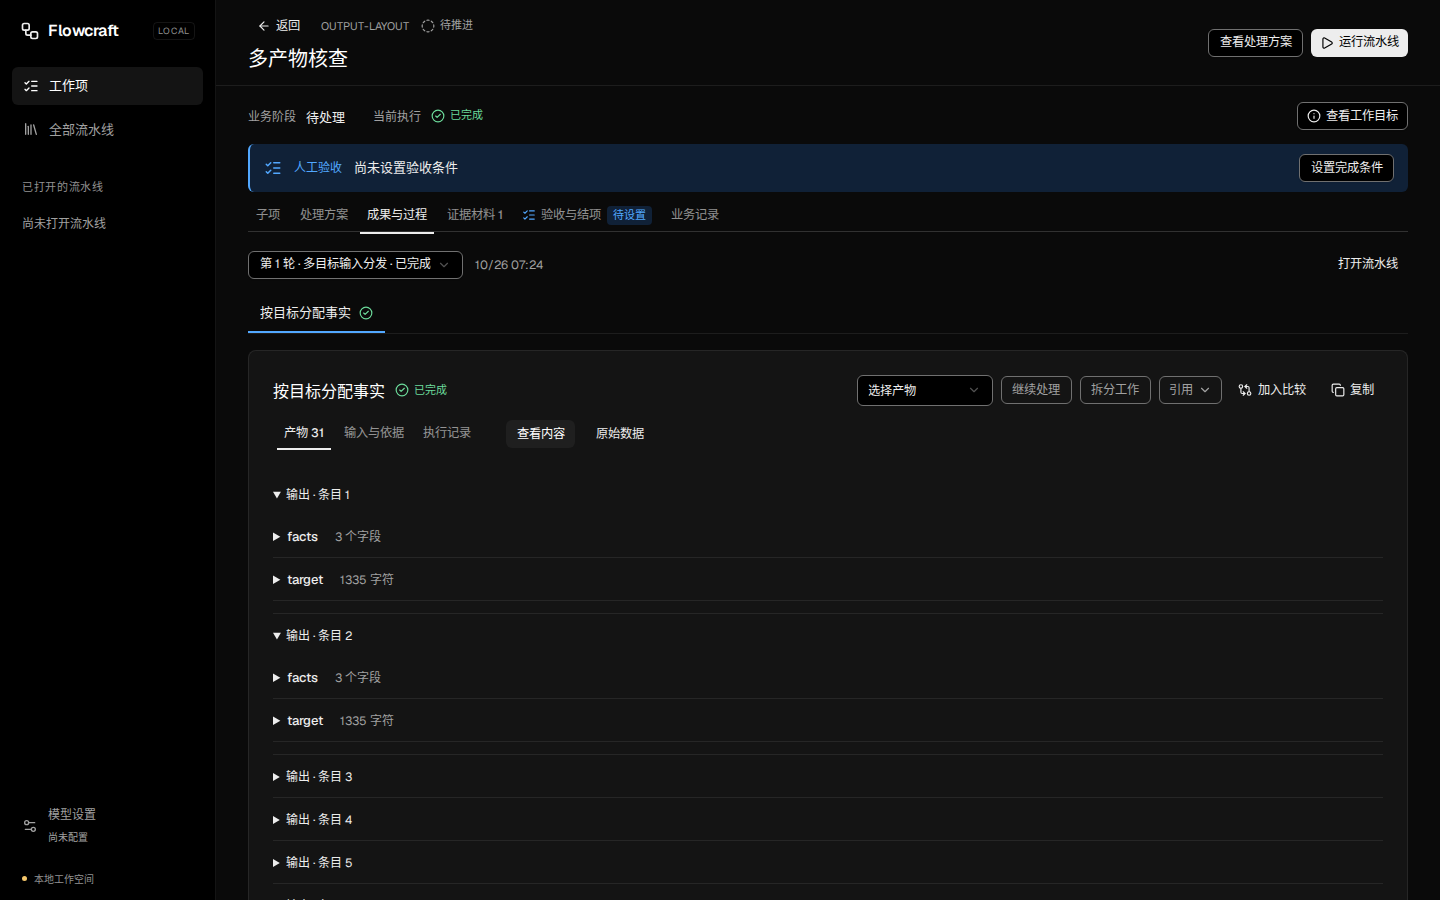 Flowcraft
LOCAL
工作项
全部流水线
已打开的流水线
尚未打开流水线
模型设置
尚未配置
本地工作空间
返回 OUTPUT-LAYOUT 待推进
多产物核查
查看处理方案 运行流水线
业务阶段 待处理 当前执行 已完成
查看工作目标
人工验收 尚未设置验收条件
设置完成条件
子项 处理方案 成果与过程 证据材料 1 验收与结项 待设置 业务记录
第 1 轮 · 多目标输入分发 · 已完成 10/26 07:24
打开流水线
按目标分配事实
按目标分配事实 已完成
选择产物 继续处理 拆分工作 引用 加入比较 复制
产物 31 输入与依据 执行记录 查看内容 原始数据
输出 · 条目 1
facts 3 个字段
target 1335 字符
输出 · 条目 2
facts 3 个字段
target 1335 字符
输出 · 条目 3
输出 · 条目 4
输出 · 条目 5